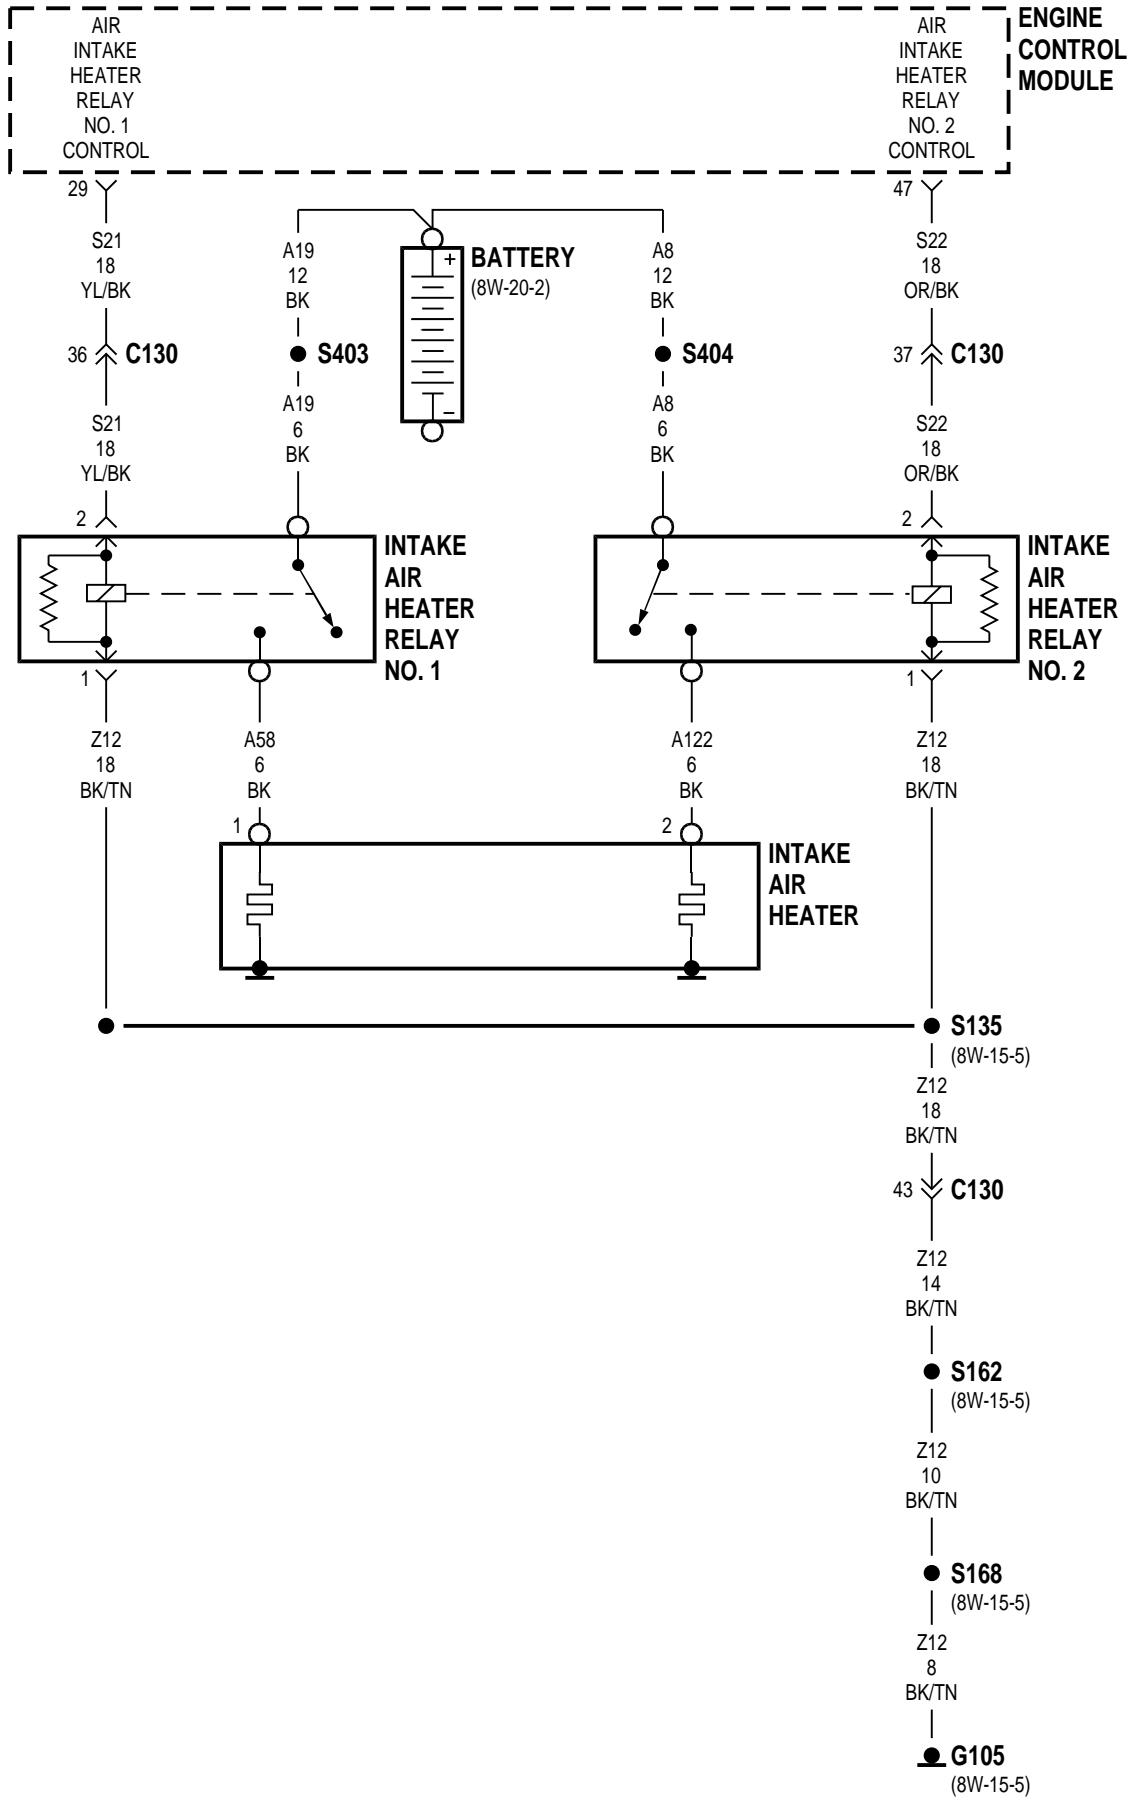 AIR
INTAKE
HEATER
RELAY
NO. 1
CONTROL
AIR
INTAKE
HEATER
RELAY
NO. 2
CONTROL
ENGINE
CONTROL
MODULE
29
47
S21
18
YL/BK
A19
12
BK
+
−
BATTERY
(8W-20-2)
A8
12
BK
S22
18
OR/BK
36
C130
S403
S404
37
C130
S21
18
YL/BK
A19
6
BK
A8
6
BK
S22
18
OR/BK
2
2
INTAKE
AIR
HEATER
RELAY
NO. 1
INTAKE
AIR
HEATER
RELAY
NO. 2
1
1
Z12
18
BK/TN
A58
6
BK
A122
6
BK
Z12
18
BK/TN
1
2
INTAKE
AIR
HEATER
S135
(8W-15-5)
Z12
18
BK/TN
43
C130
Z12
14
BK/TN
S162
(8W-15-5)
Z12
10
BK/TN
S168
(8W-15-5)
Z12
8
BK/TN
G105
(8W-15-5)